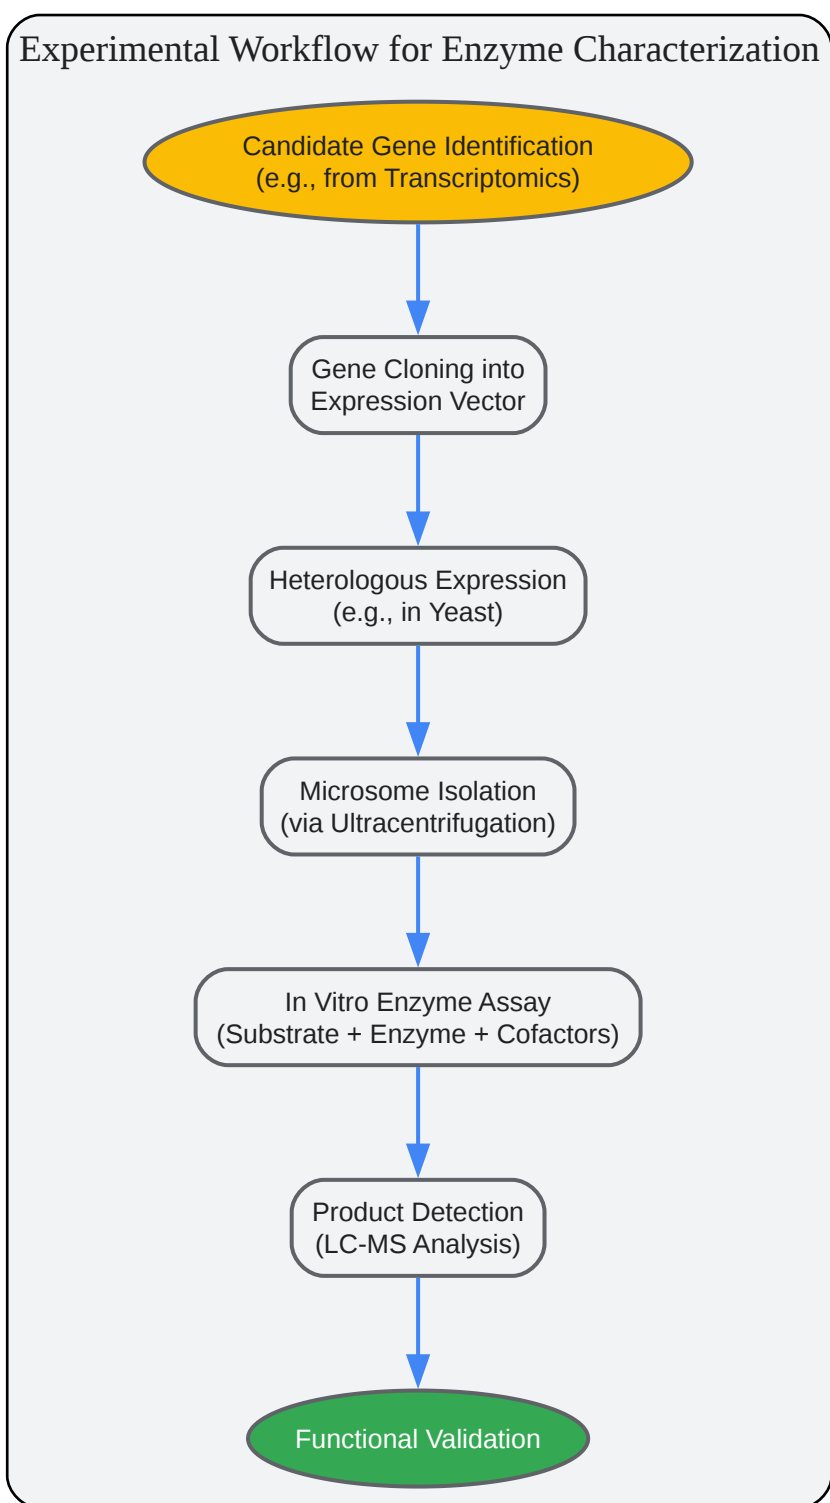 Experimental Workflow for Enzyme Characterization
Candidate Gene Identification
(e.g., from Transcriptomics)
Gene Cloning into
Expression Vector
Heterologous Expression
(e.g., in Yeast)
Microsome Isolation
(via Ultracentrifugation)
In Vitro Enzyme Assay
(Substrate + Enzyme + Cofactors)
Product Detection
(LC-MS Analysis)
Functional Validation